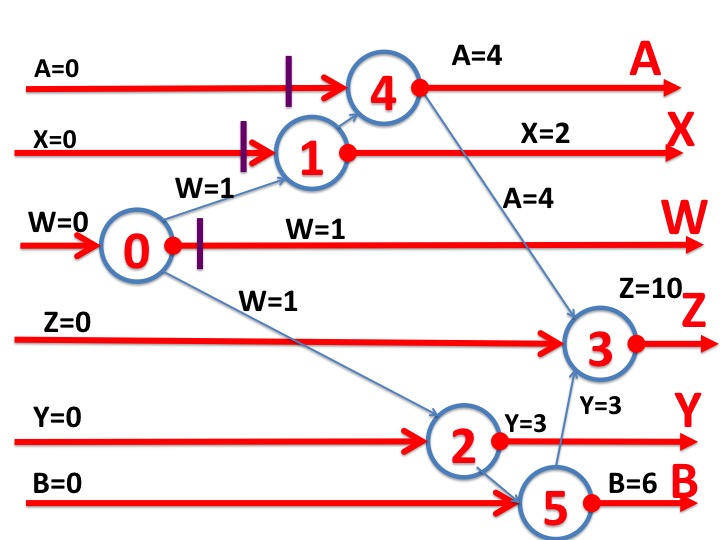 A=0
4
A=4
A
X=0
1
X=2
X
W=1
A=4
W=0
0
W=1
W
W=1
Z=10
Z=0
3
Z
Y=0
2
Y=3
Y=3
Y
B=0
5
B=6
B